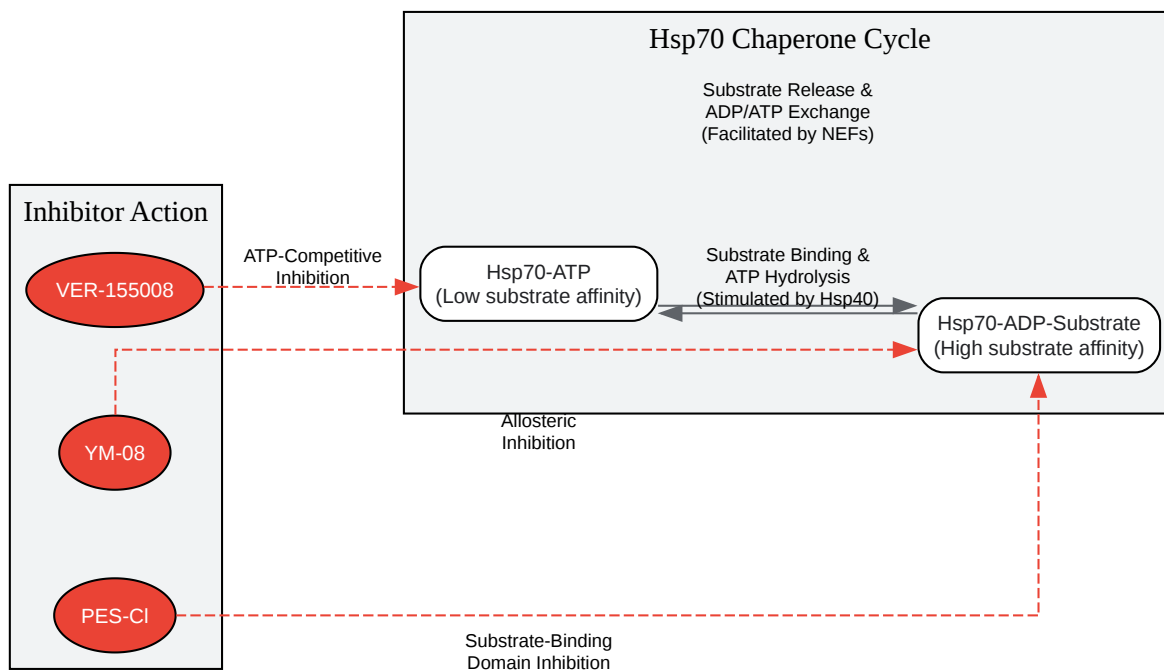 Hsp70 Chaperone Cycle
Substrate Release &
ADP/ATP Exchange
(Facilitated by NEFs)
Inhibitor Action
VER-155008
ATP-Competitive
Inhibition
Hsp70-ATP
(Low substrate affinity)
Substrate Binding &
ATP Hydrolysis
(Stimulated by Hsp40)
Hsp70-ADP-Substrate
(High substrate affinity)
YM-08
Allosteric
Inhibition
PES-Cl
Substrate-Binding
Domain Inhibition